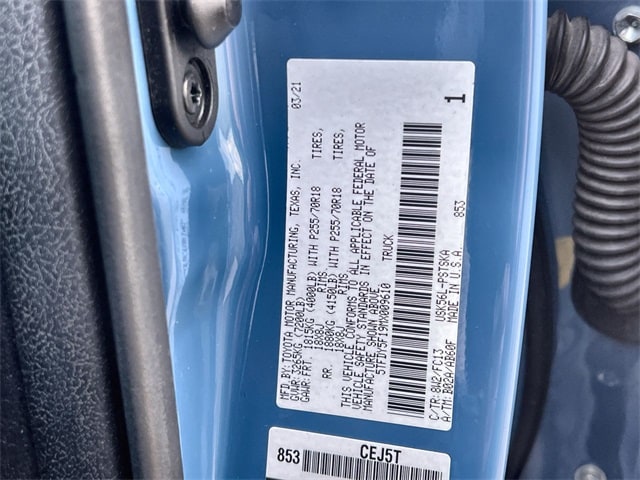 MFD.BY: TOYOTA MOTOR MANUFACTURING, TEXAS, INC. 03/21
GVWR: 3265KG (7200LB)
GAWR: FRT. 1815KG (4000LB) WITH P255/70R18 TIRES,
18X8J RIMS
RR. 1880KG (4150LB) WITH P255/70R18 TIRES,
18X8J RIMS
THIS VEHICLE CONFORMS TO ALL APPLICABLE FEDERAL MOTOR
VEHICLE SAFETY STANDARDS IN EFFECT ON THE DATE OF
MANUFACTURE SHOWN ABOVE.
5TFDY5F19MX009610 TRUCK
C/TR: 8W2/FC13 USK56L-PSTSKA 853
A/TM: B02A/AB60F MADE IN U.S.A. 1
853 CEJ5T